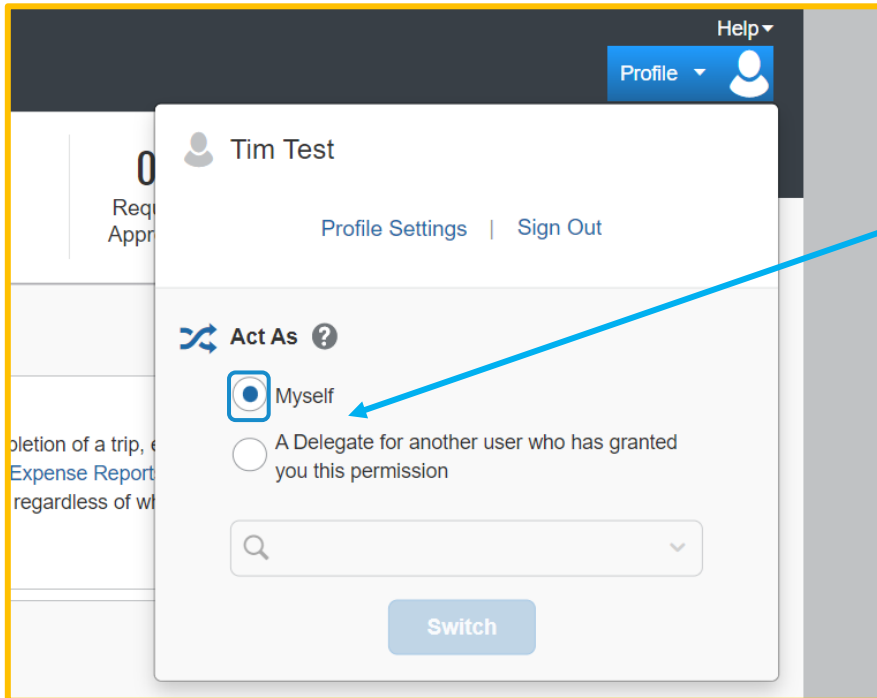 Help
Profile
Tim Test
0
Requ
Appr
Profile Settings | Sign Out
Act As ?
Myself
pletion of a trip, e
A Delegate for another user who has granted
Expense Report
you this permission
regardless of wh
Switch